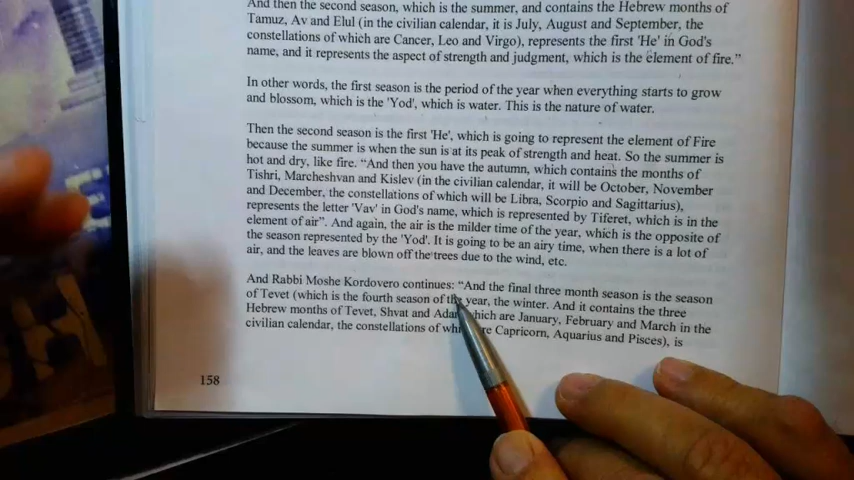 And then the second season, which is the summer, and contains the Hebrew months of
Tamuz, Av and Elul (in the civilian calendar, it is July, August and September, the
constellations of which are Cancer, Leo and Virgo), represents the first 'He' in God's
name, and it represents the aspect of strength and judgment, which is the element of fire."
In other words, the first season is the period of the year when everything starts to grow
and blossom, which is the 'Yod', which is water. This is the nature of water.
Then the second season is the first 'He', which is going to represent the element of Fire
because the summer is when the sun is at its peak of strength and heat. So the summer is
hot and dry, like fire. "And then you have the autumn, which contains the months of
Tishri, Marcheshvan and Kislev (in the civilian calendar, it will be October, November
and December, the constellations of which will be Libra, Scorpio and Sagittarius),
represents the letter 'Vav' in God's name, which is represented by Tiferet, which is in the
element of air". And again, the air is the milder time of the year, which is the opposite of
the season represented by the 'Yod'. It is going to be an airy time, when there is a lot of
air, and the leaves are blown off the trees due to the wind, etc.
And Rabbi Moshe Kordovero continues: "And the final three month season is the season
of Tevet (which is the fourth season of the year, the winter. And it contains the three
Hebrew months of Tevet, Shvat and Adar which are January, February and March in the
civilian calendar, the constellations of which are Capricorn, Aquarius and Pisces), is
158